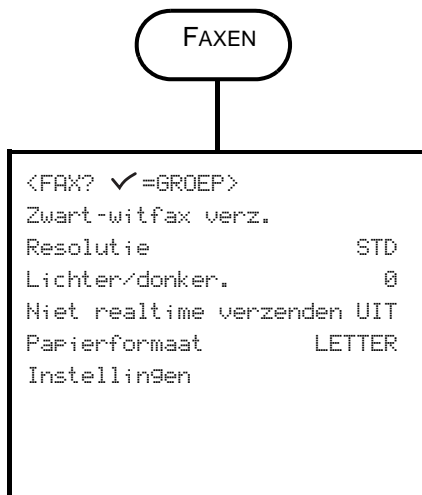 FAXEN
<FAX? ✓=GROEP>
Zwart-witfax verz.
Resolutie STD
Lichter/donker. 0
Niet realtime verzenden UIT
Papierformaat LETTER
Instellingen